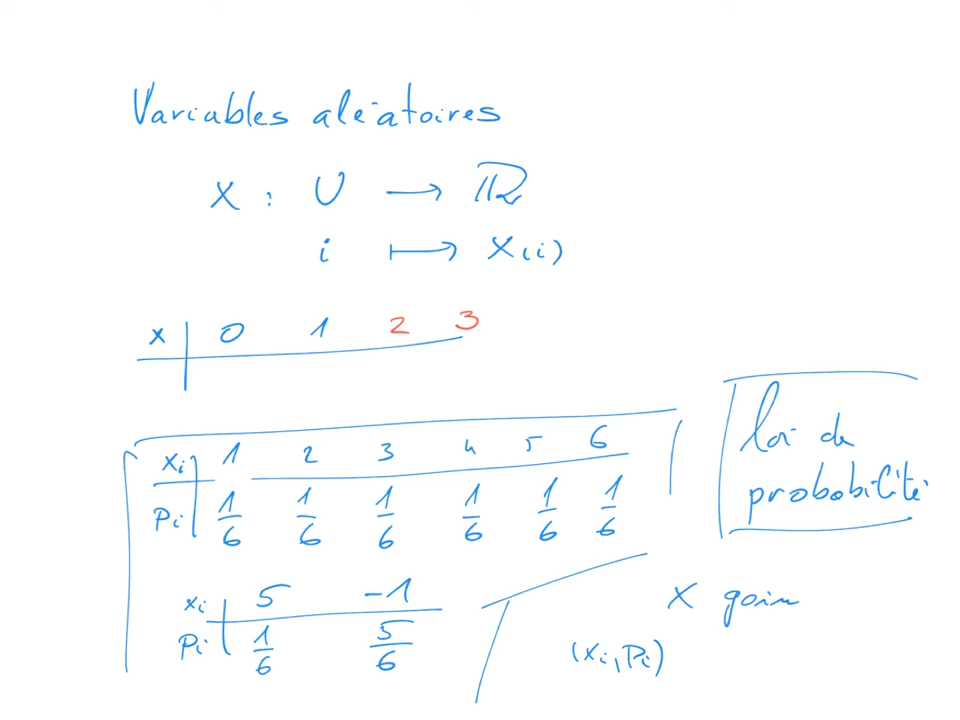 Variables aléatoires
X : U → ℝ
i ↦ X(i)
x | 0 1 2 3
xi | 1 2 3 4 5 6
Pi | 1/6 1/6 1/6 1/6 1/6 1/6
loi de
probabilité
xi | 5 -1
Pi | 1/6 5/6
X gain
(xi, Pi)